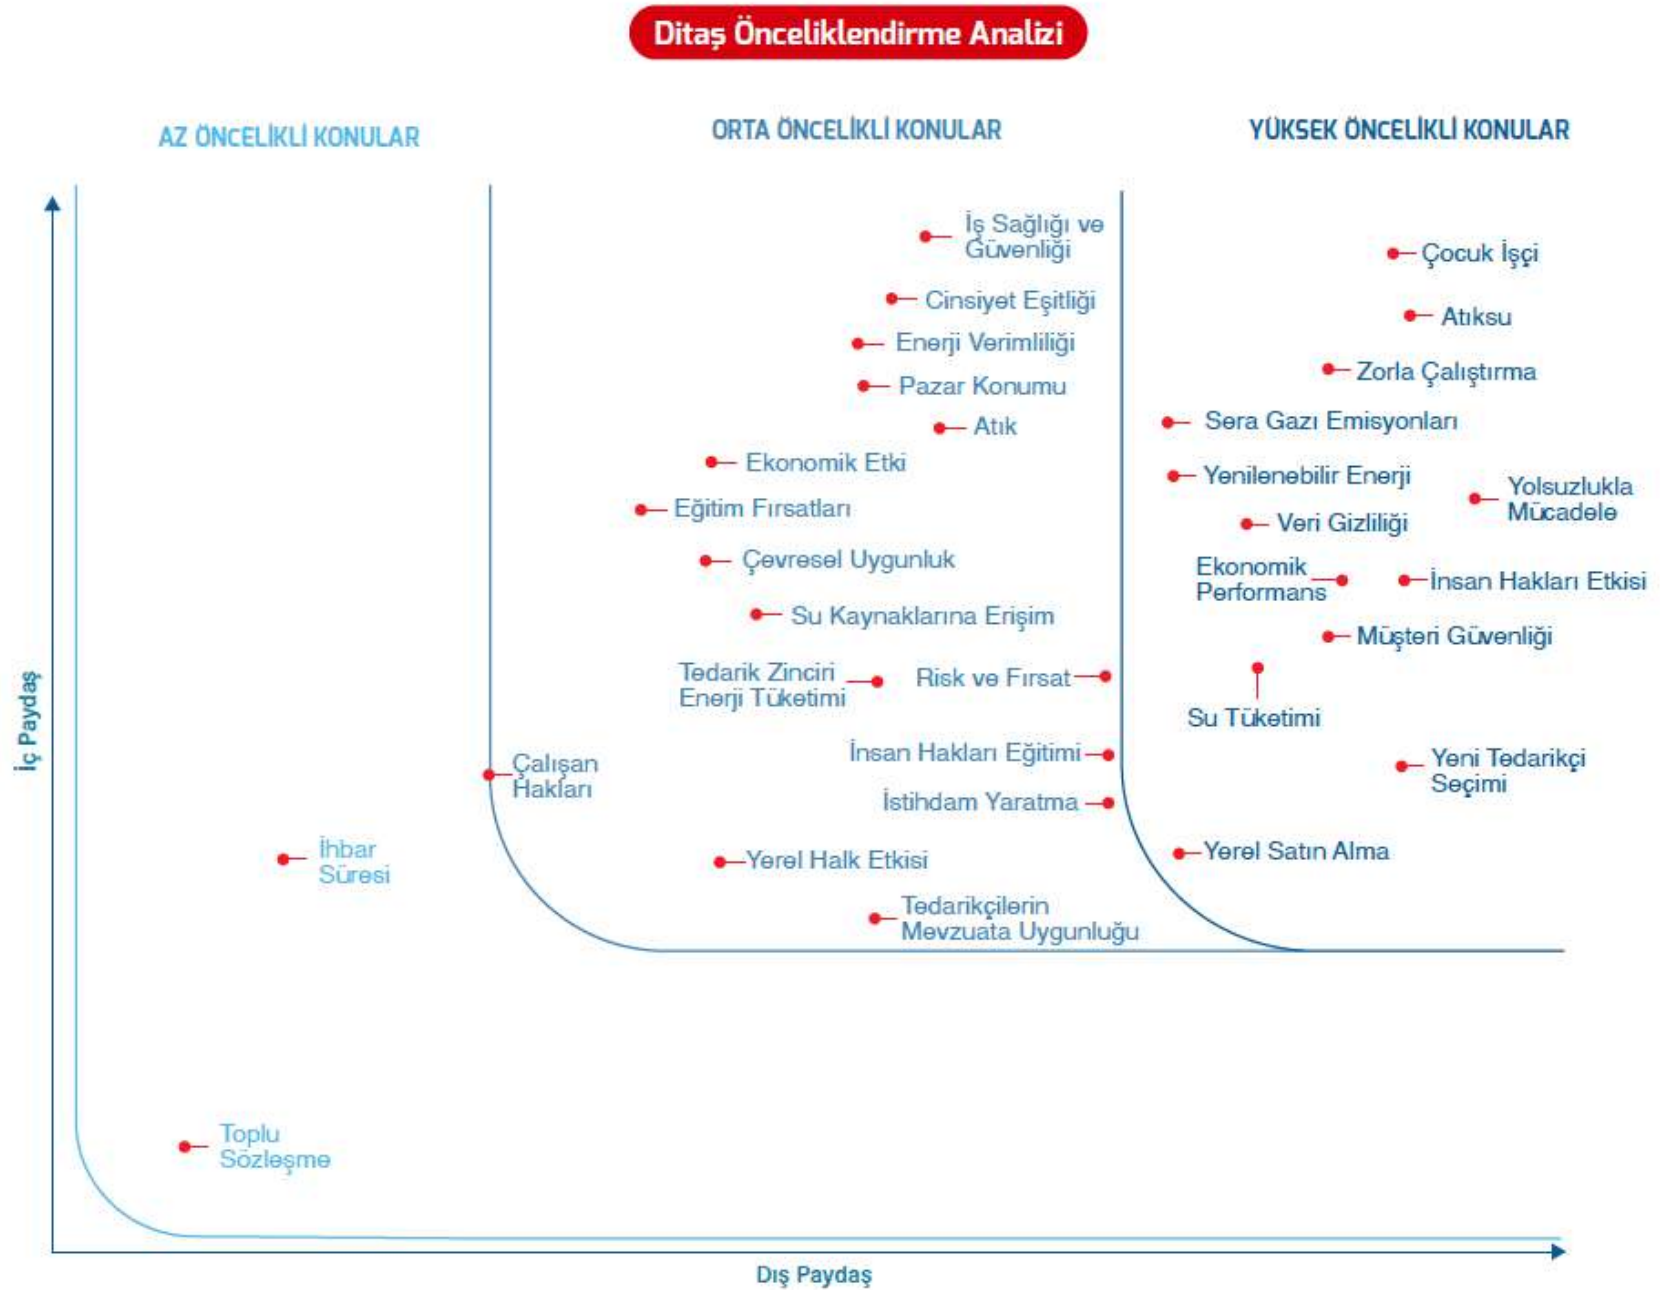 Ditaş Önceliklendirme Analizi
AZ ÖNCELİKLİ KONULAR
ORTA ÖNCELİKLİ KONULAR
YÜKSEK ÖNCELİKLİ KONULAR
İş Sağlığı ve
Güvenliği
Cinsiyet Eşitliği
Enerji Verimliliği
Pazar Konumu
Atık
Ekonomik Etki
Eğitim Fırsatları
Çevresel Uygunluk
Su Kaynaklarına Erişim
Tedarik Zinciri
Enerji Tüketimi
Risk ve Fırsat
İnsan Hakları Eğitimi
İstihdam Yaratma
Çalışan
Hakları
Yerel Halk Etkisi
Tedarikçilerin
Mevzuata Uygunluğu
Çocuk İşçi
Atıksu
Zorla Çalıştırma
Sera Gazı Emisyonları
Yenilenebilir Enerji
Yolsuzlukla
Mücadele
Veri Gizliliği
Ekonomik
Performans
İnsan Hakları Etkisi
Müşteri Güvenliği
Su Tüketimi
Yeni Tedarikçi
Seçimi
Yerel Satın Alma
İhbar
Süresi
Toplu
Sözleşme
İç Paydaş
Dış Paydaş